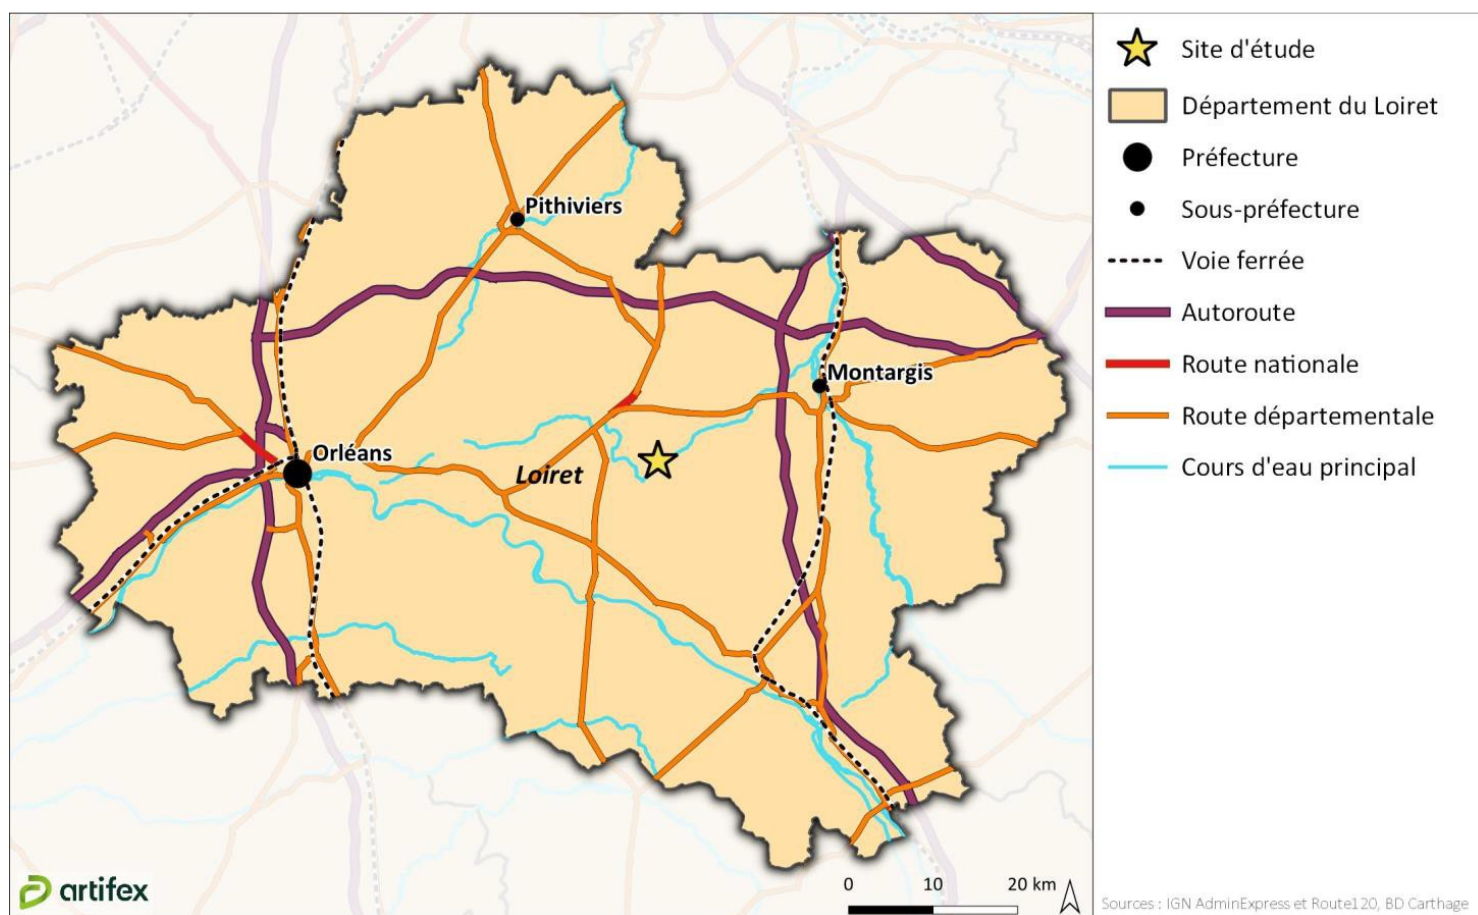 Pithiviers
Montargis
Orléans
Loiret
artifex
0 10 20 km
Site d'étude
Département du Loiret
Préfecture
Sous-préfecture
Voie ferrée
Autoroute
Route nationale
Route départementale
Cours d'eau principal
Sources : IGN AdminExpress et Route120, BD Carthage